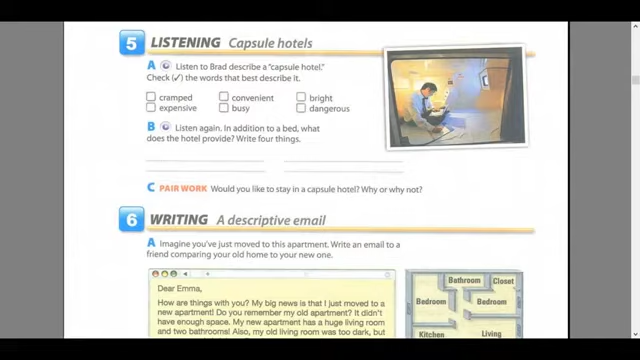 5 LISTENING Capsule hotels
A Listen to Brad describe a "capsule hotel."
Check (✓) the words that best describe it.
cramped convenient bright
expensive busy dangerous
B Listen again. In addition to a bed, what
does the hotel provide? Write four things.
C PAIR WORK Would you like to stay in a capsule hotel? Why or why not?
6 WRITING A descriptive email
A Imagine you've just moved to this apartment. Write an email to a
friend comparing your old home to your new one.
Dear Emma,
How are things with you? My big news is that I just moved to a
new apartment! Do you remember my old apartment? It didn't
have enough space. My new apartment has a huge living room
and two bathrooms! Also, my old living room was too dark, but
Bathroom Closet
Bedroom Bedroom
Kitchen Living